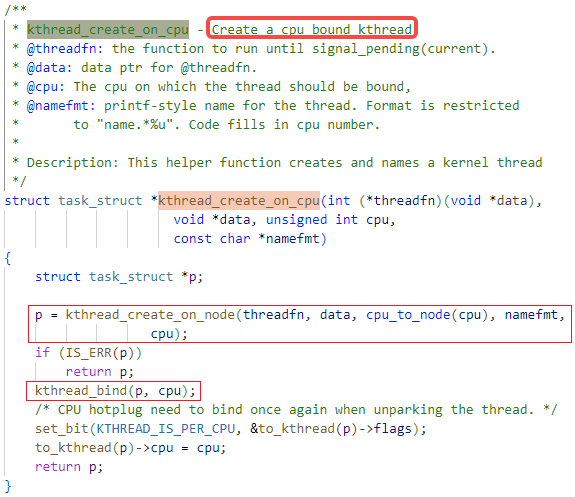 /**
 * kthread_create_on_cpu - Create a cpu bound kthread
 * @threadfn: the function to run until signal_pending(current).
 * @data: data ptr for @threadfn.
 * @cpu: The cpu on which the thread should be bound,
 * @namefmt: printf-style name for the thread. Format is restricted
 *       to "name.*%u". Code fills in cpu number.
 *
 * Description: This helper function creates and names a kernel thread
 */
struct task_struct *kthread_create_on_cpu(int (*threadfn)(void *data),
                      void *data, unsigned int cpu,
                      const char *namefmt)
{
    struct task_struct *p;

    p = kthread_create_on_node(threadfn, data, cpu_to_node(cpu), namefmt,
                   cpu);
    if (IS_ERR(p))
        return p;
    kthread_bind(p, cpu);
    /* CPU hotplug need to bind once again when unparking the thread. */
    set_bit(KTHREAD_IS_PER_CPU, &to_kthread(p)->flags);
    to_kthread(p)->cpu = cpu;
    return p;
}